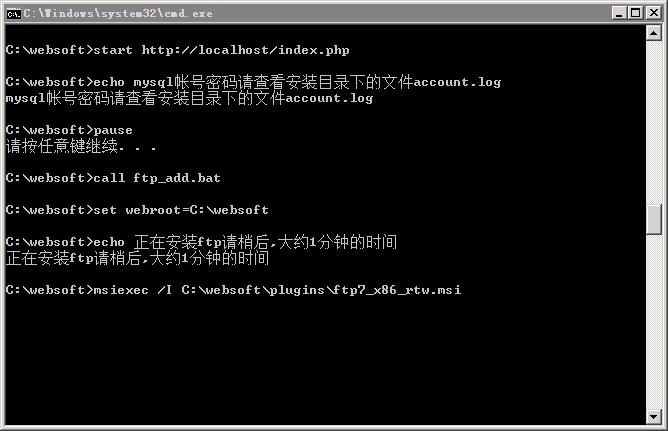 C:\Windows\system32\cmd.exe
C:\websoft>start http://localhost/index.php
C:\websoft>echo mysql帐号密码请查看安装目录下的文件account.log
mysql帐号密码请查看安装目录下的文件account.log
C:\websoft>pause
请按任意键继续. . .
C:\websoft>call ftp_add.bat
C:\websoft>set webroot=C:\websoft
C:\websoft>echo 正在安装ftp请梢后,大约1分钟的时间
正在安装ftp请梢后,大约1分钟的时间
C:\websoft>msiexec /I C:\websoft\plugins\ftp7_x86_rtw.msi